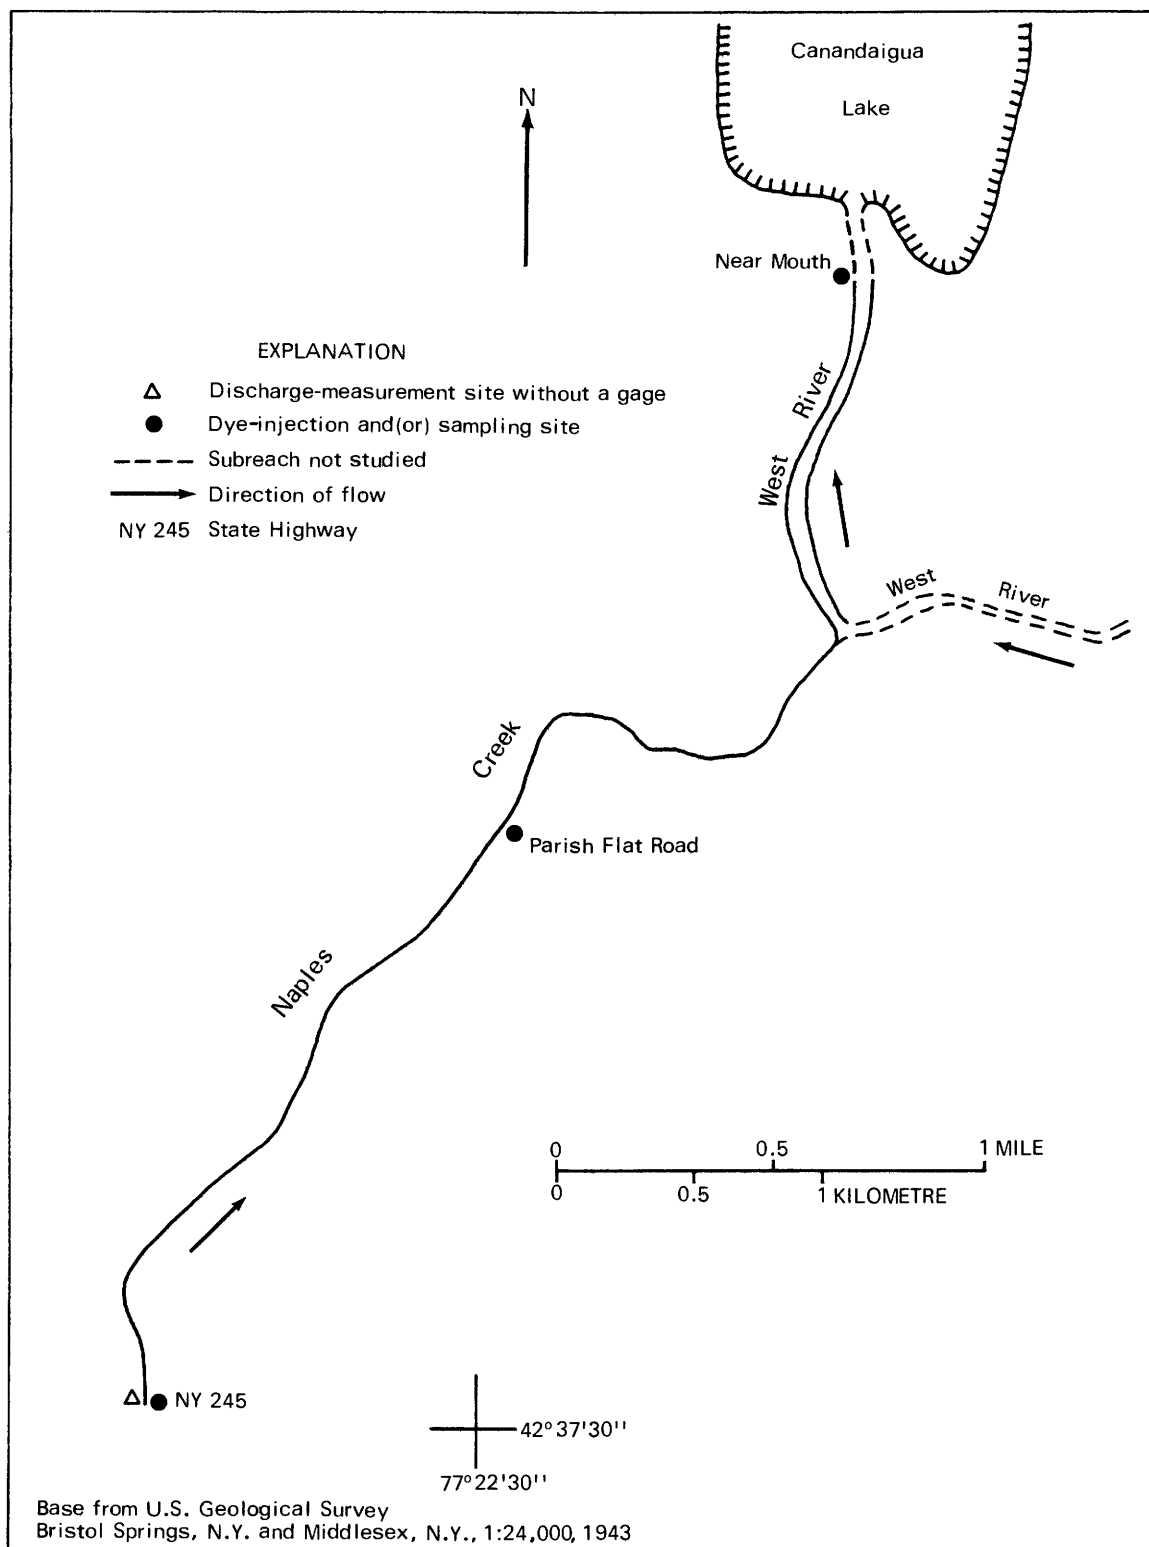 Canandaigua
Lake
N
Near Mouth
EXPLANATION
Discharge-measurement site without a gage
Dye-injection and(or) sampling site
Subreach not studied
Direction of flow
NY 245 State Highway
West River
West River
Creek
Parish Flat Road
Naples
0 0.5 1 MILE
0 0.5 1 KILOMETRE
NY 245
42°37'30''
77°22'30''
Base from U.S. Geological Survey
Bristol Springs, N.Y. and Middlesex, N.Y., 1:24,000, 1943